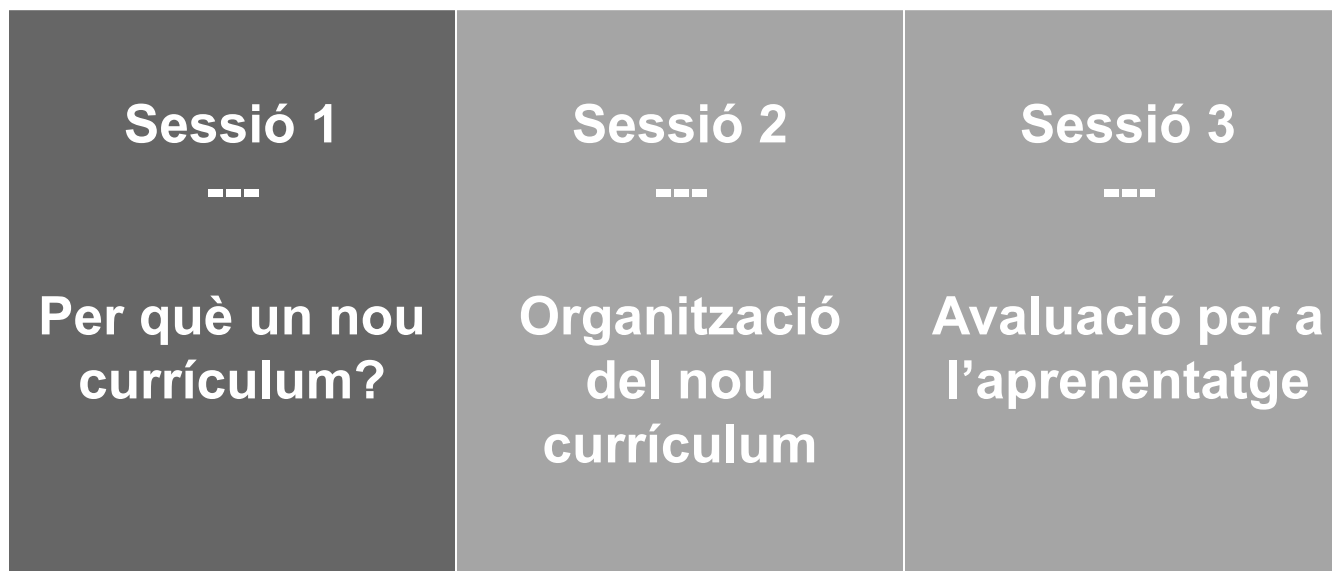 Sessió 1
---
Per què un nou
currículum?
Sessió 2
---
Organització
del nou
currículum
Sessió 3
---
Avaluació per a
l’aprenentatge